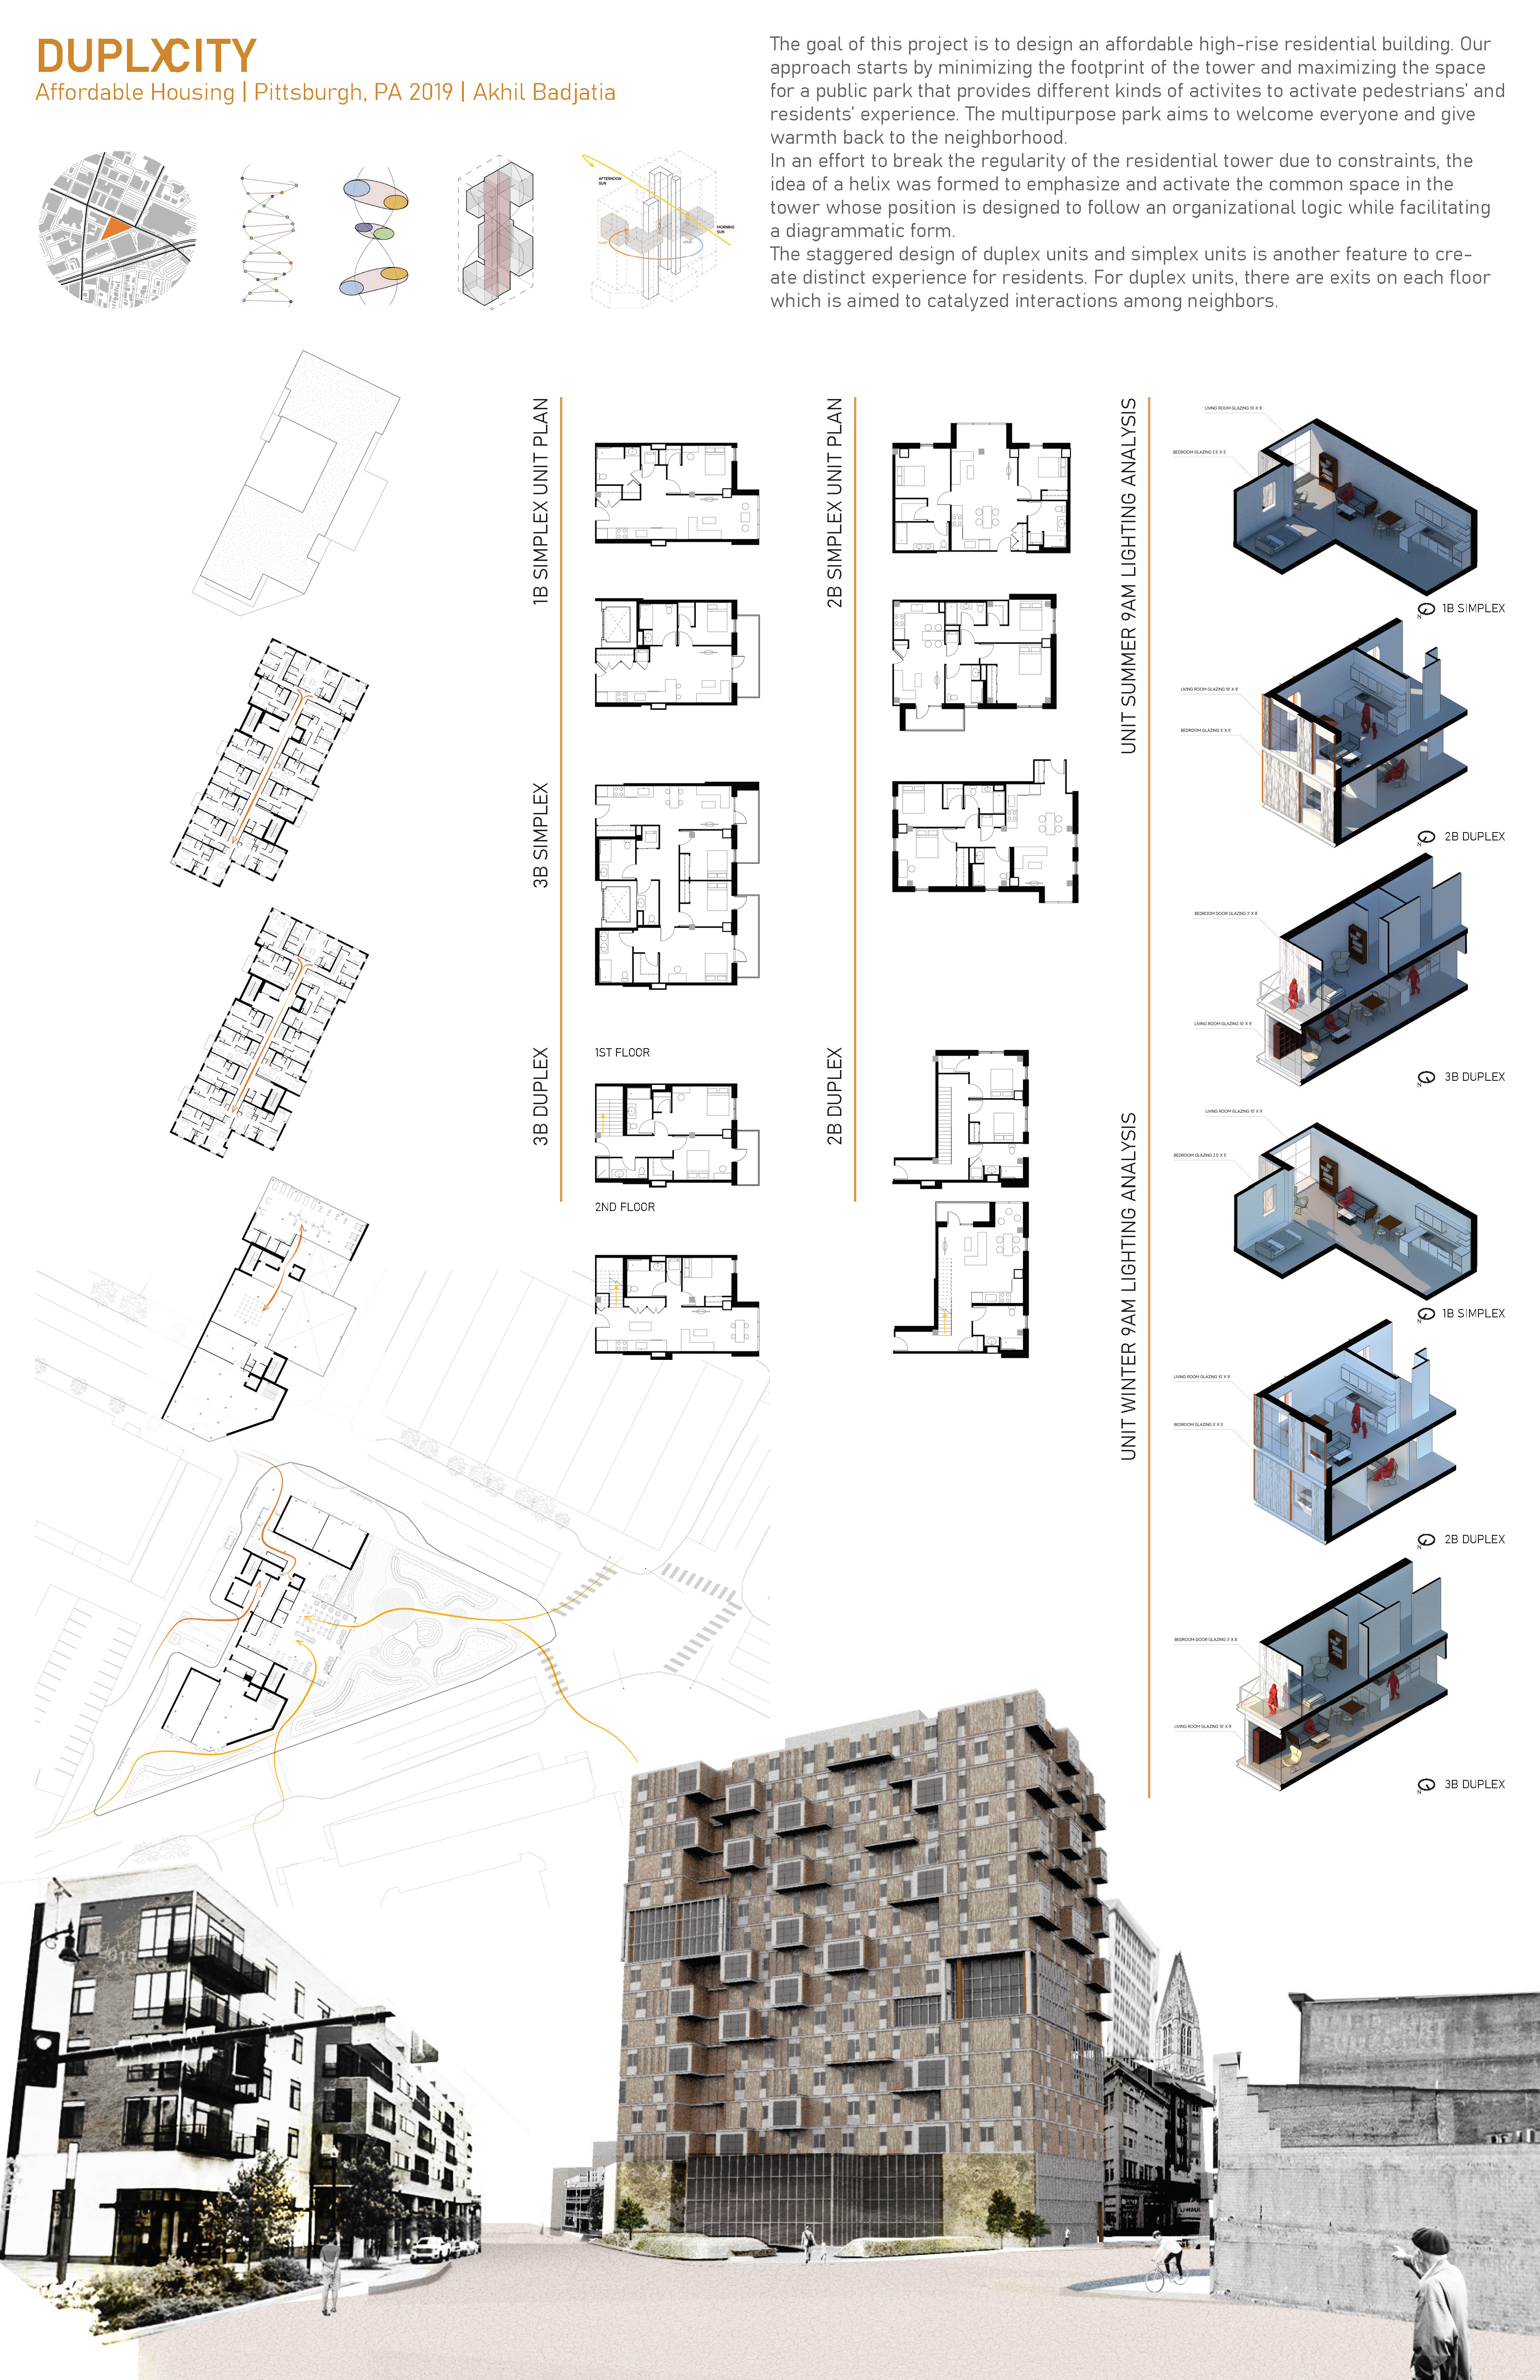 DUPLXCITY
Affordable Housing | Pittsburgh, PA 2019 | Akhil Badjatia
The goal of this project is to design an affordable high-rise residential building. Our
approach starts by minimizing the footprint of the tower and maximizing the space
for a public park that provides different kinds of activites to activate pedestrians' and
residents' experience. The multipurpose park aims to welcome everyone and give
warmth back to the neighborhood.
In an effort to break the regularity of the residential tower due to constraints, the
idea of a helix was formed to emphasize and activate the common space in the
tower whose position is designed to follow an organizational logic while facilitating
a diagrammatic form.
The staggered design of duplex units and simplex units is another feature to cre-
ate distinct experience for residents. For duplex units, there are exits on each floor
which is aimed to catalyzed interactions among neighbors.
AFTERNOON
SUN
MORNING
SUN
1B SIMPLEX UNIT PLAN
3B SIMPLEX
3B DUPLEX
1ST FLOOR
2ND FLOOR
2B SIMPLEX UNIT PLAN
2B DUPLEX
UNIT SUMMER 9AM LIGHTING ANALYSIS
LIVING ROOM GLAZING 10' X 9'
BEDROOM GLAZING 2.5' X 5'
N
1B SIMPLEX
LIVING ROOM GLAZING 10' X 9'
BEDROOM GLAZING 5' X 5'
N
2B DUPLEX
BEDROOM DOOR GLAZING 3' X 8'
LIVING ROOM GLAZING 10' X 9'
N
3B DUPLEX
UNIT WINTER 9AM LIGHTING ANALYSIS
LIVING ROOM GLAZING 10' X 9'
BEDROOM GLAZING 2.5' X 5'
N
1B SIMPLEX
LIVING ROOM GLAZING 10' X 9'
BEDROOM GLAZING 5' X 5'
N
2B DUPLEX
BEDROOM DOOR GLAZING 3' X 8'
LIVING ROOM GLAZING 10' X 9'
N
3B DUPLEX
U-HAUL